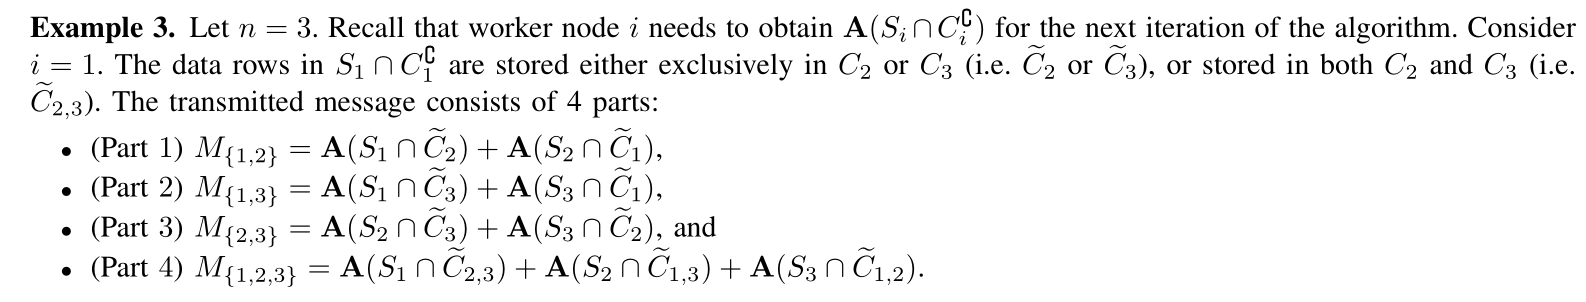 Example 3. Let n = 3. Recall that worker node i needs to obtain A(S_i ∩ C_i^∁) for the next iteration of the algorithm. Consider
i = 1. The data rows in S_1 ∩ C_1^∁ are stored either exclusively in C_2 or C_3 (i.e. C̃_2 or C̃_3), or stored in both C_2 and C_3 (i.e.
C̃_{2,3}). The transmitted message consists of 4 parts:
• (Part 1) M_{{1,2}} = A(S_1 ∩ C̃_2) + A(S_2 ∩ C̃_1),
• (Part 2) M_{{1,3}} = A(S_1 ∩ C̃_3) + A(S_3 ∩ C̃_1),
• (Part 3) M_{{2,3}} = A(S_2 ∩ C̃_3) + A(S_3 ∩ C̃_2), and
• (Part 4) M_{{1,2,3}} = A(S_1 ∩ C̃_{2,3}) + A(S_2 ∩ C̃_{1,3}) + A(S_3 ∩ C̃_{1,2}).